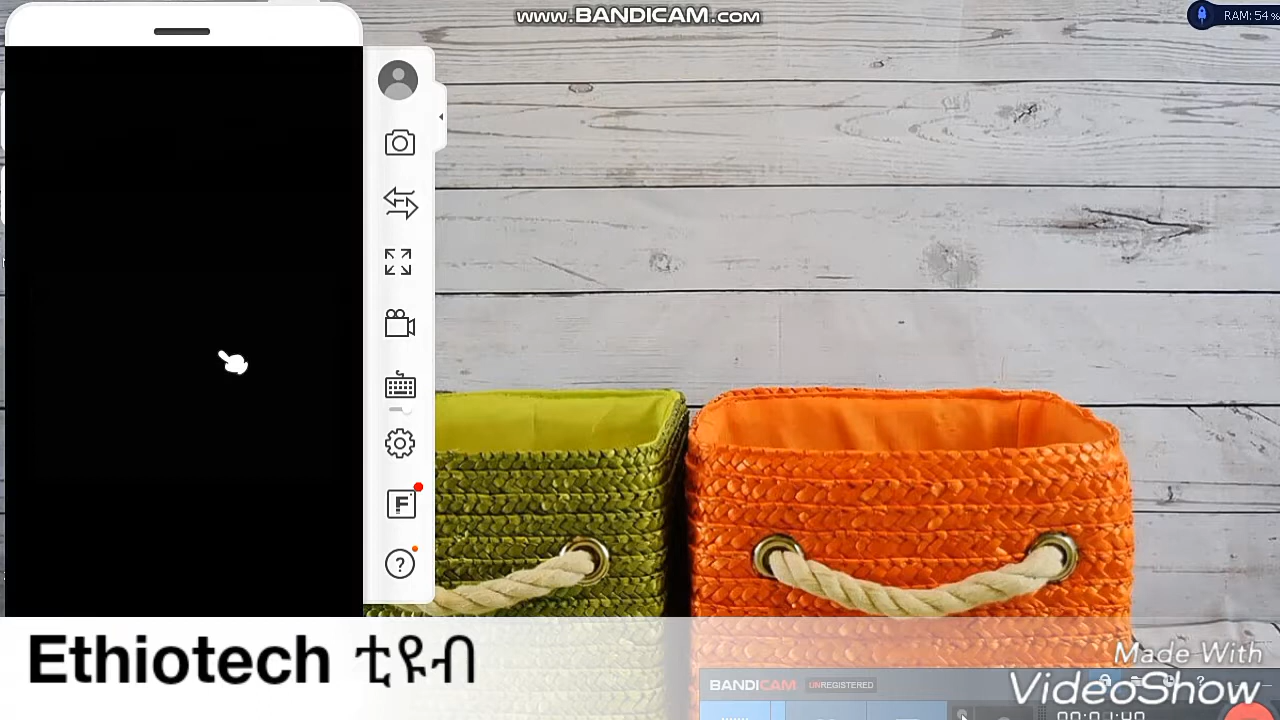 www.BANDICAM.com
RAM: 54%
F
?
Ethiotech ቲዩብ
Made With
VideoShow
BANDICAM UNREGISTERED